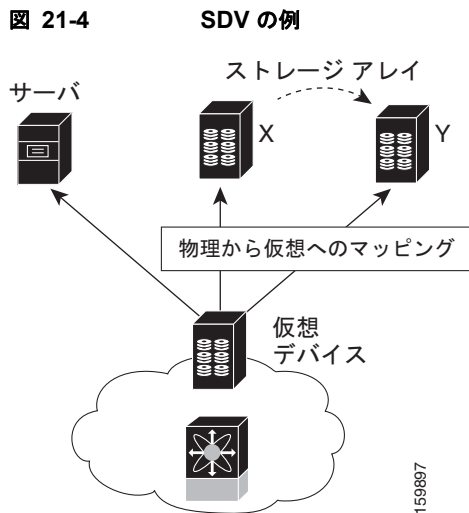 図 21-4 SDV の例
ストレージ アレイ
サーバ
X
Y
物理から仮想へのマッピング
仮想
デバイス
159897